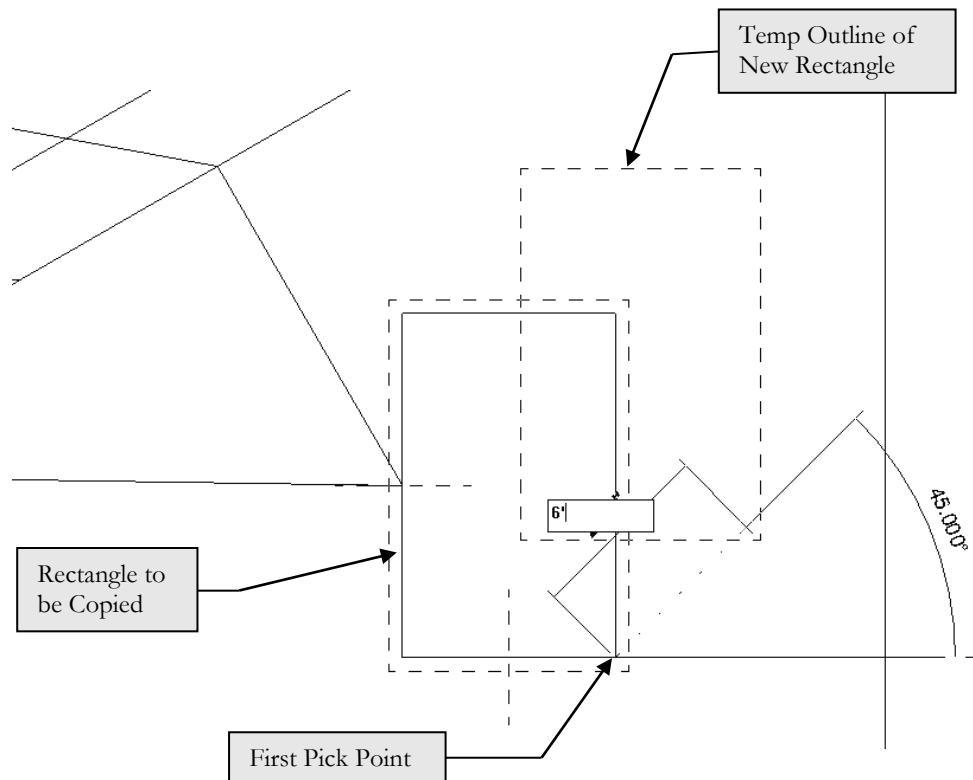 Temp Outline of
New Rectangle
6'
45.000°
Rectangle to
be Copied
First Pick Point